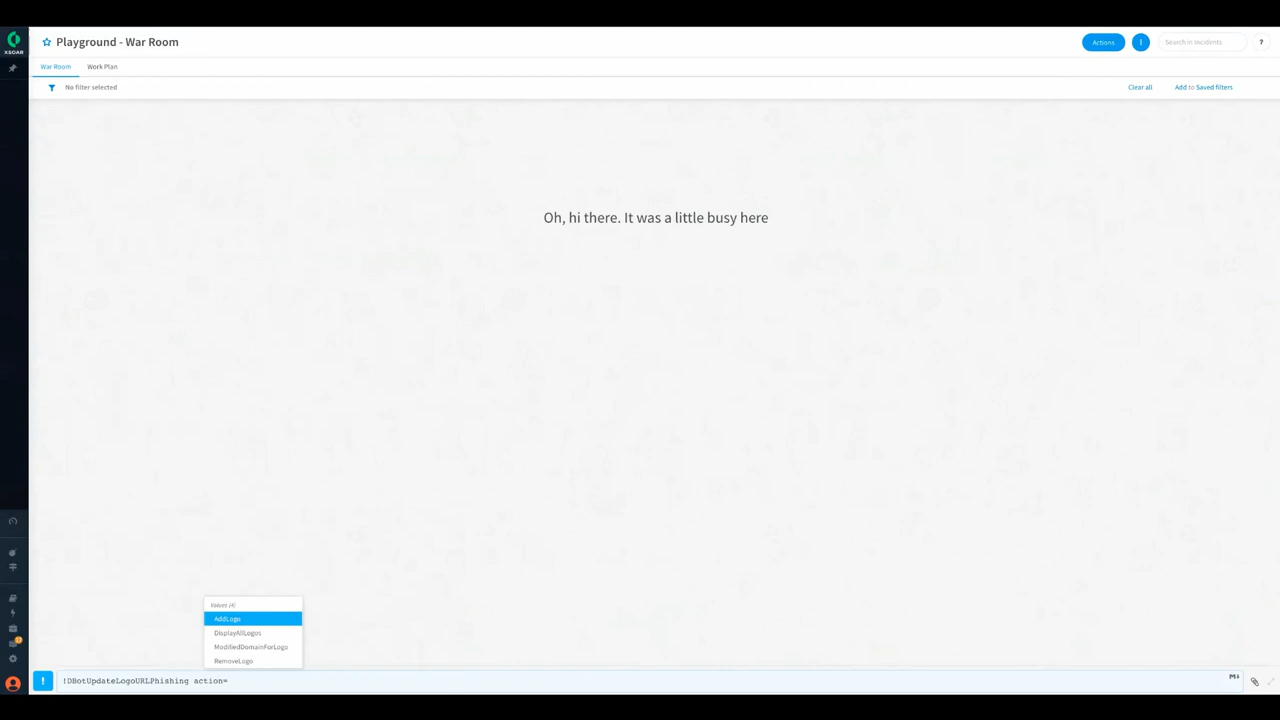 XSOAR
Playground - War Room
Actions
!
Search in Incidents
?
War Room
Work Plan
No filter selected
Clear all
Add to Saved filters
Oh, hi there. It was a little busy here
Values (4)
AddLogo
DisplayAllLogos
ModifiedDomainForLogo
RemoveLogo
!
!DBotUpdateLogoURLPhishing action=
M↓